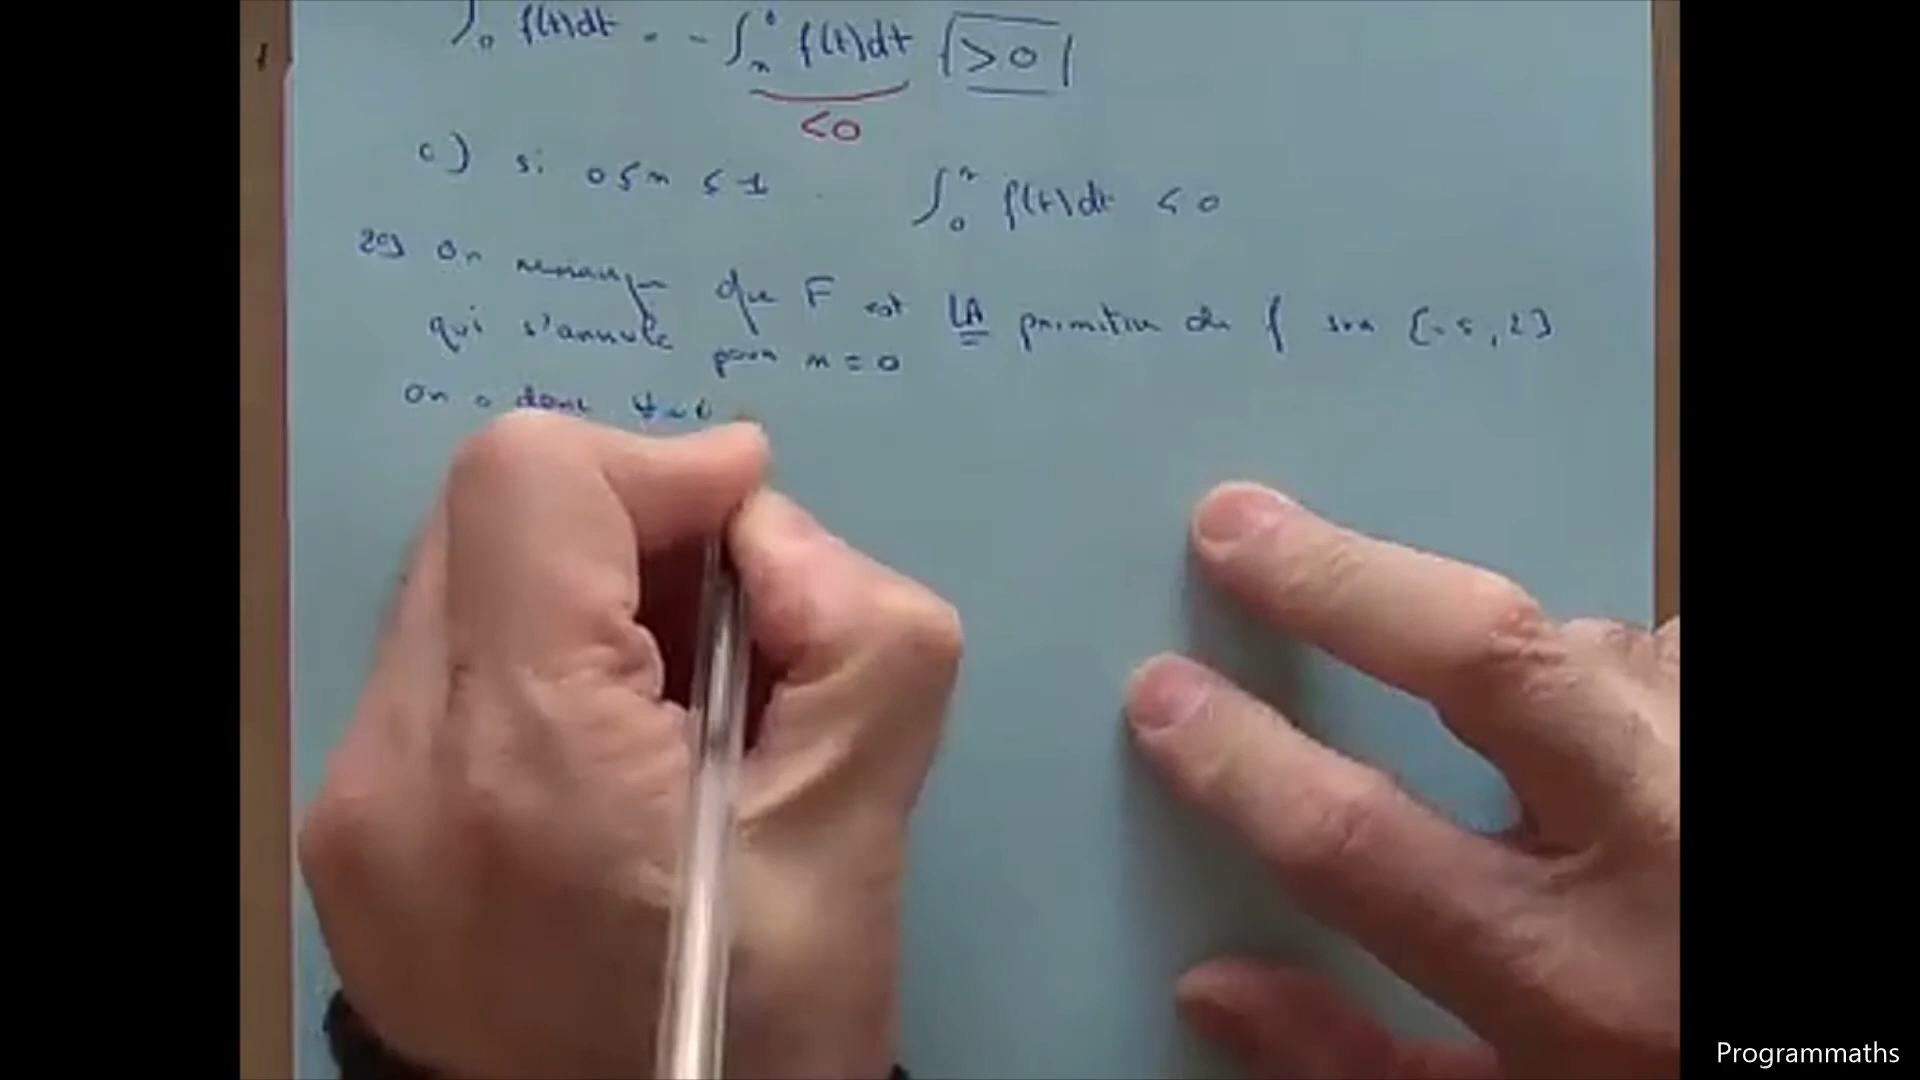 ∫₀ f(t)dt = -∫ₓ⁰ f(t)dt >0
<0
c) si 0≤x≤1 ∫₀ˣ f(t)dt <0
2a) On remarque que F est LA primitive de f sur [-5,2]
qui s'annule pour x=0
on a donc ∀x∈
Programmaths